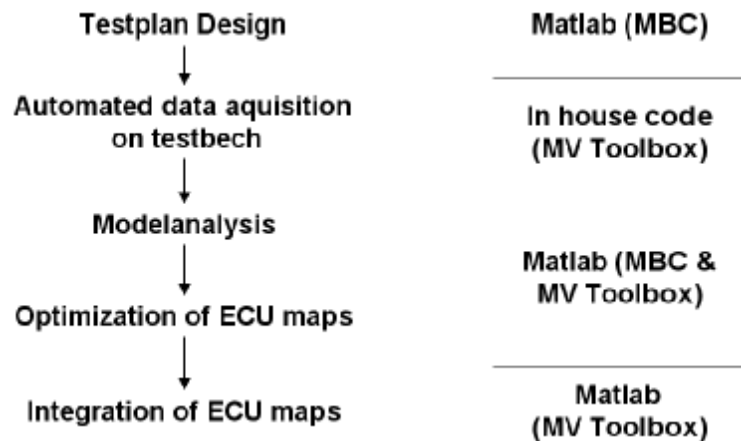 Testplan Design
Automated data aquisition
on testbech
Modelanalysis
Optimization of ECU maps
Integration of ECU maps
Matlab (MBC)
In house code
(MV Toolbox)
Matlab (MBC &
MV Toolbox)
Matlab
(MV Toolbox)